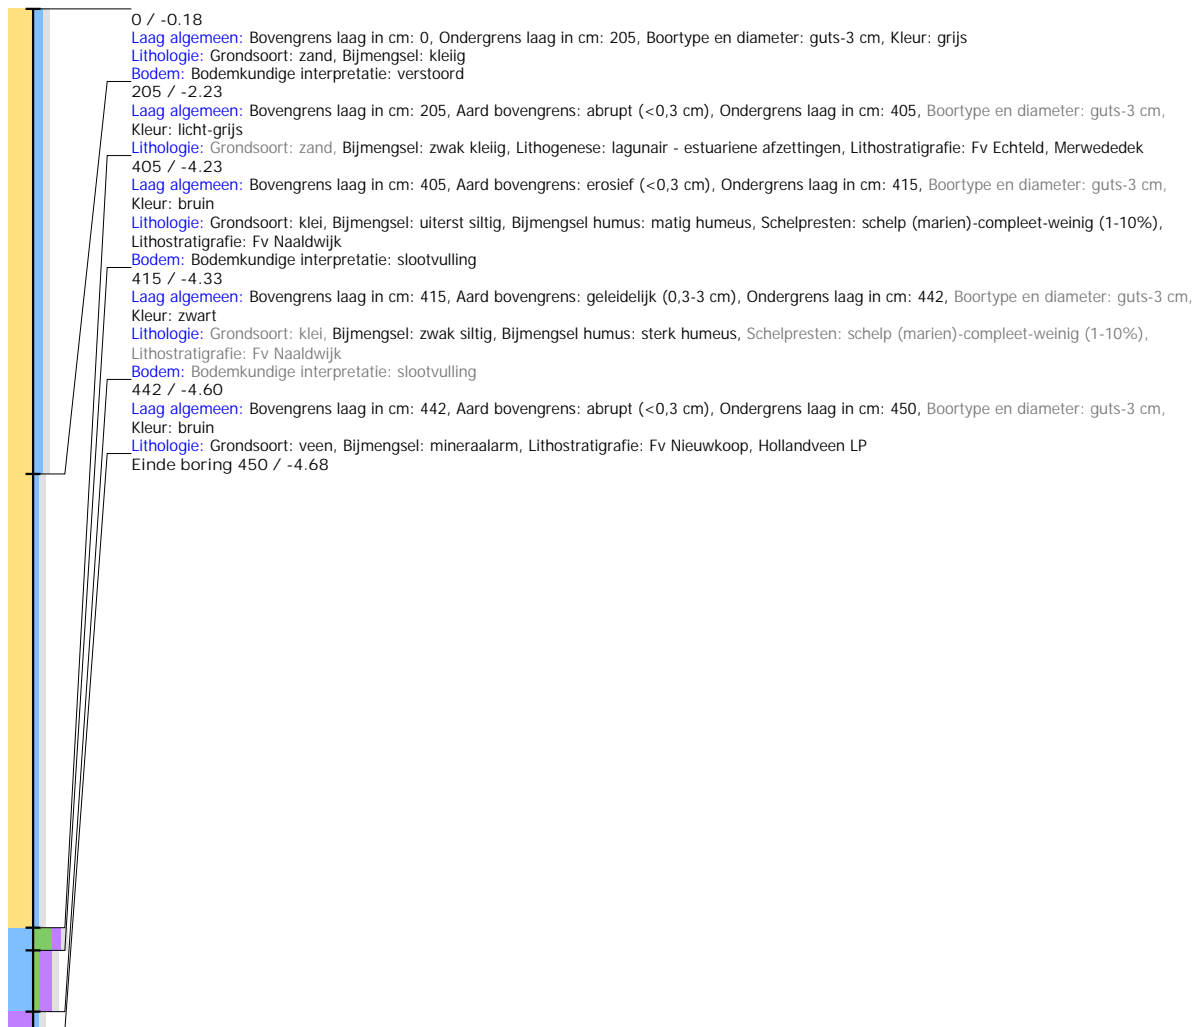 0 / -0.18
Laag algemeen: Bovengrens laag in cm: 0, Ondergrens laag in cm: 205, Boortype en diameter: guts-3 cm, Kleur: grijs
Lithologie: Grondsoort: zand, Bijmengsel: kleiig
Bodem: Bodemkundige interpretatie: verstoord
205 / -2.23
Laag algemeen: Bovengrens laag in cm: 205, Aard bovengrens: abrupt (<0,3 cm), Ondergrens laag in cm: 405, Boortype en diameter: guts-3 cm,
Kleur: licht-grijs
Lithologie: Grondsoort: zand, Bijmengsel: zwak kleiig, Lithogenese: lagunair - estuariene afzettingen, Lithostratigrafie: Fv Echteld, Merwededek
405 / -4.23
Laag algemeen: Bovengrens laag in cm: 405, Aard bovengrens: erosief (<0,3 cm), Ondergrens laag in cm: 415, Boortype en diameter: guts-3 cm,
Kleur: bruin
Lithologie: Grondsoort: klei, Bijmengsel: uiterst siltig, Bijmengsel humus: matig humeus, Schelpresten: schelp (marien)-compleet-weinig (1-10%),
Lithostratigrafie: Fv Naaldwijk
Bodem: Bodemkundige interpretatie: slootvulling
415 / -4.33
Laag algemeen: Bovengrens laag in cm: 415, Aard bovengrens: geleidelijk (0,3-3 cm), Ondergrens laag in cm: 442, Boortype en diameter: guts-3 cm,
Kleur: zwart
Lithologie: Grondsoort: klei, Bijmengsel: zwak siltig, Bijmengsel humus: sterk humeus, Schelpresten: schelp (marien)-compleet-weinig (1-10%),
Lithostratigrafie: Fv Naaldwijk
Bodem: Bodemkundige interpretatie: slootvulling
442 / -4.60
Laag algemeen: Bovengrens laag in cm: 442, Aard bovengrens: abrupt (<0,3 cm), Ondergrens laag in cm: 450, Boortype en diameter: guts-3 cm,
Kleur: bruin
Lithologie: Grondsoort: veen, Bijmengsel: mineraalarm, Lithostratigrafie: Fv Nieuwkoop, Hollandveen LP
Einde boring 450 / -4.68